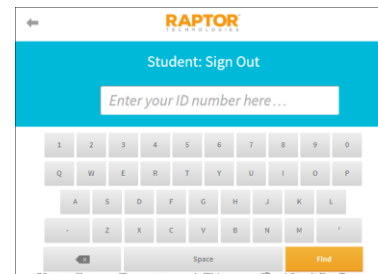 RAPTOR
TECHNOLOGIES
Student: Sign Out
Enter your ID number here...
1 2 3 4 5 6 7 8 9 0
Q W E R T Y U I O P
A S D F G H J K L
- Z X C V B N M '
Space Find